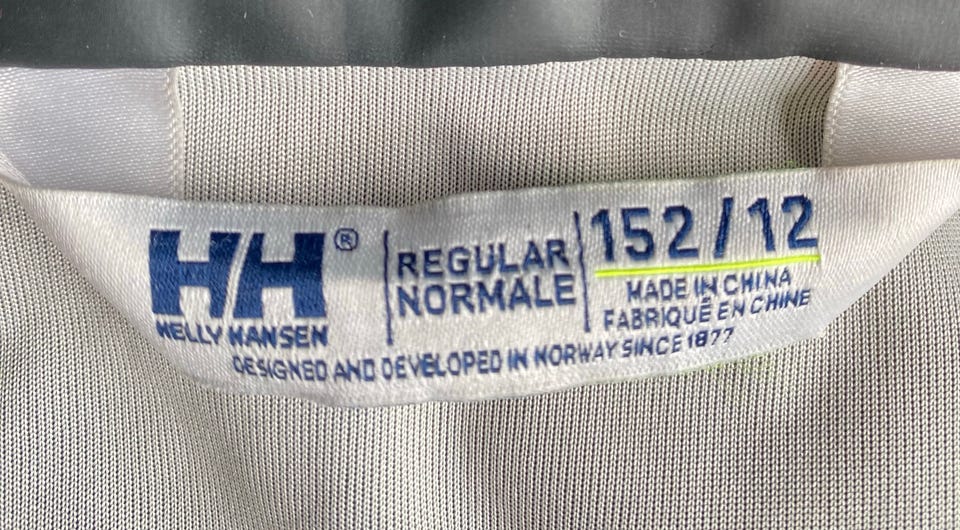 HH®
HELLY HANSEN
REGULAR
NORMALE
152/12
MADE IN CHINA
FABRIQUÉ EN CHINE
DESIGNED AND DEVELOPED IN NORWAY SINCE 1877